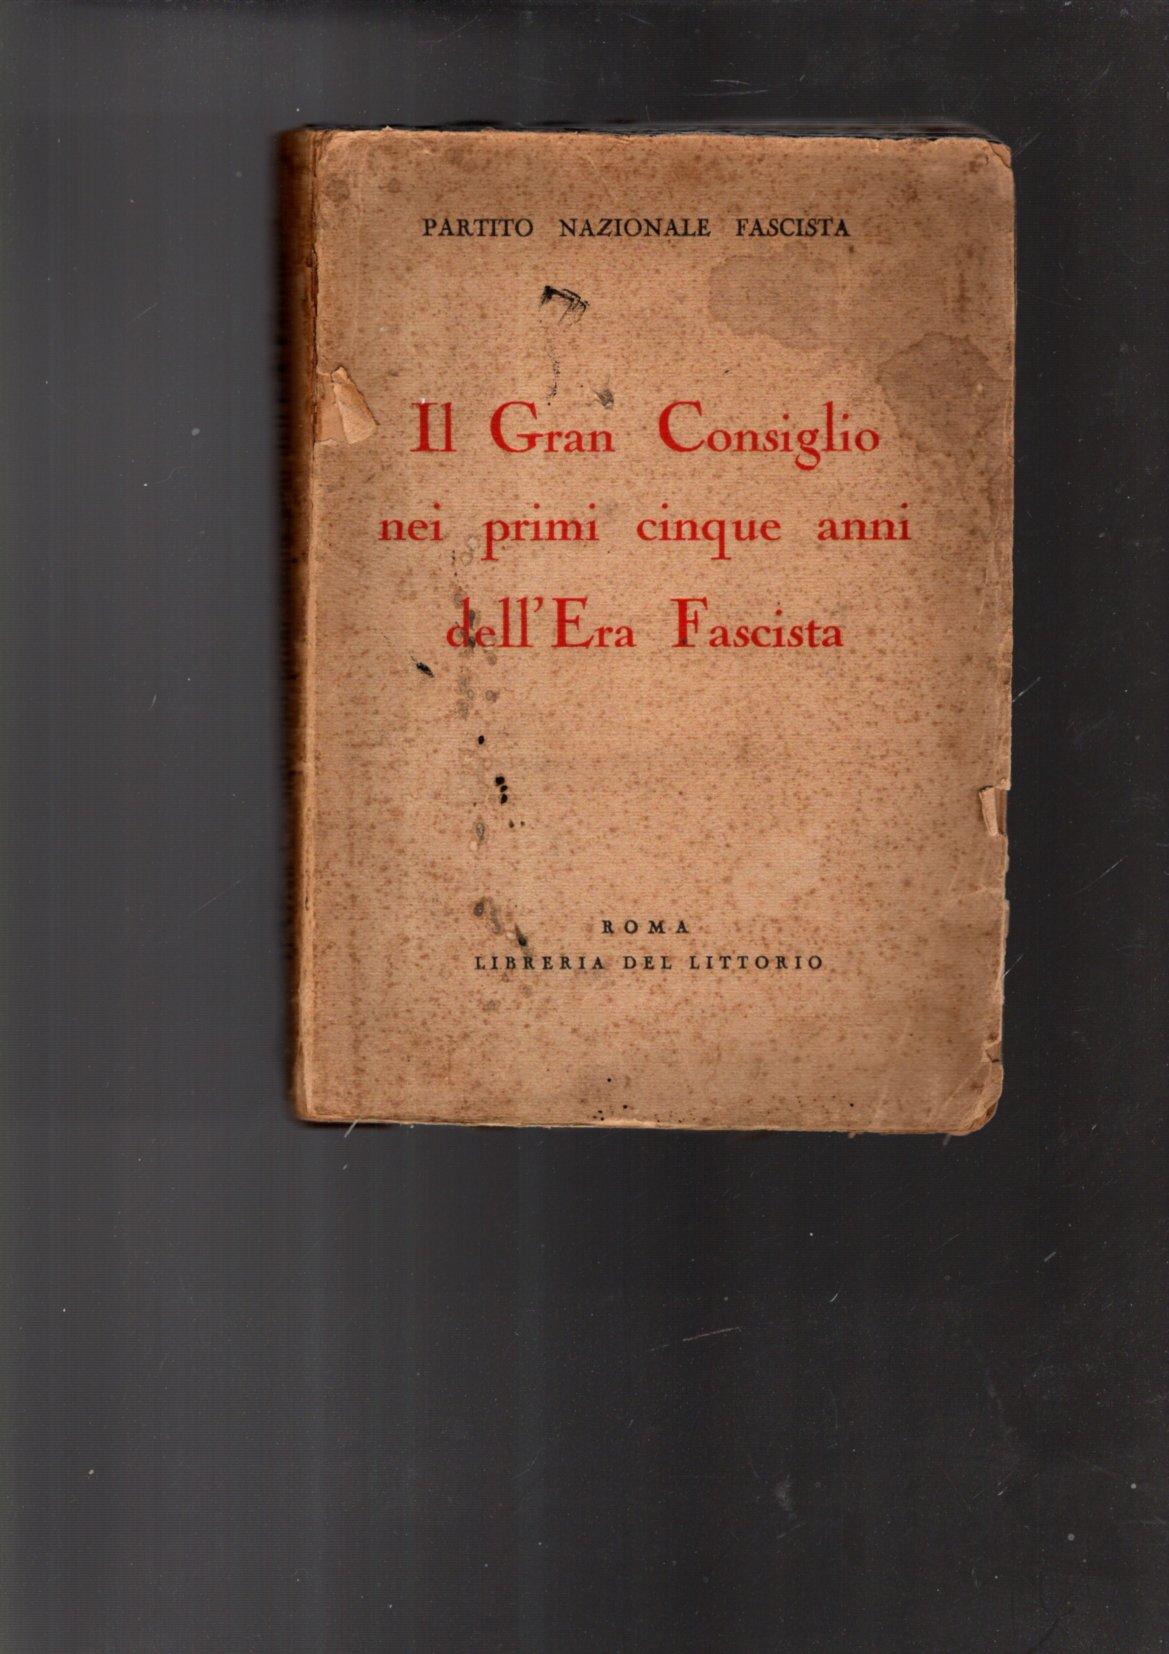 PARTITO NAZIONALE FASCISTA
Il Gran Consiglio
nei primi cinque anni
dell'Era Fascista
ROMA
LIBRERIA DEL LITTORIO